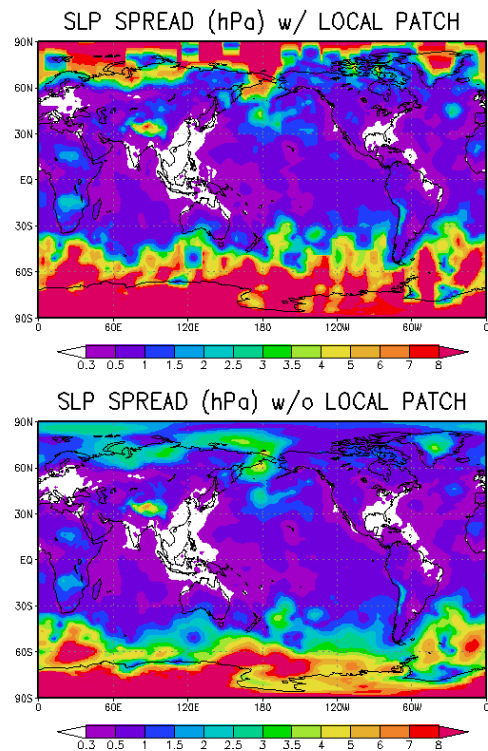 SLP SPREAD (hPa) w/ LOCAL PATCH
90N
60N
30N
EQ
30S
60S
90S
0 60E 120E 180 120W 60W 0
0.3 0.5 1 1.5 2 2.5 3 3.5 4 5 6 7 8
SLP SPREAD (hPa) w/o LOCAL PATCH
90N
60N
30N
EQ
30S
60S
90S
0 60E 120E 180 120W 60W 0
0.3 0.5 1 1.5 2 2.5 3 3.5 4 5 6 7 8